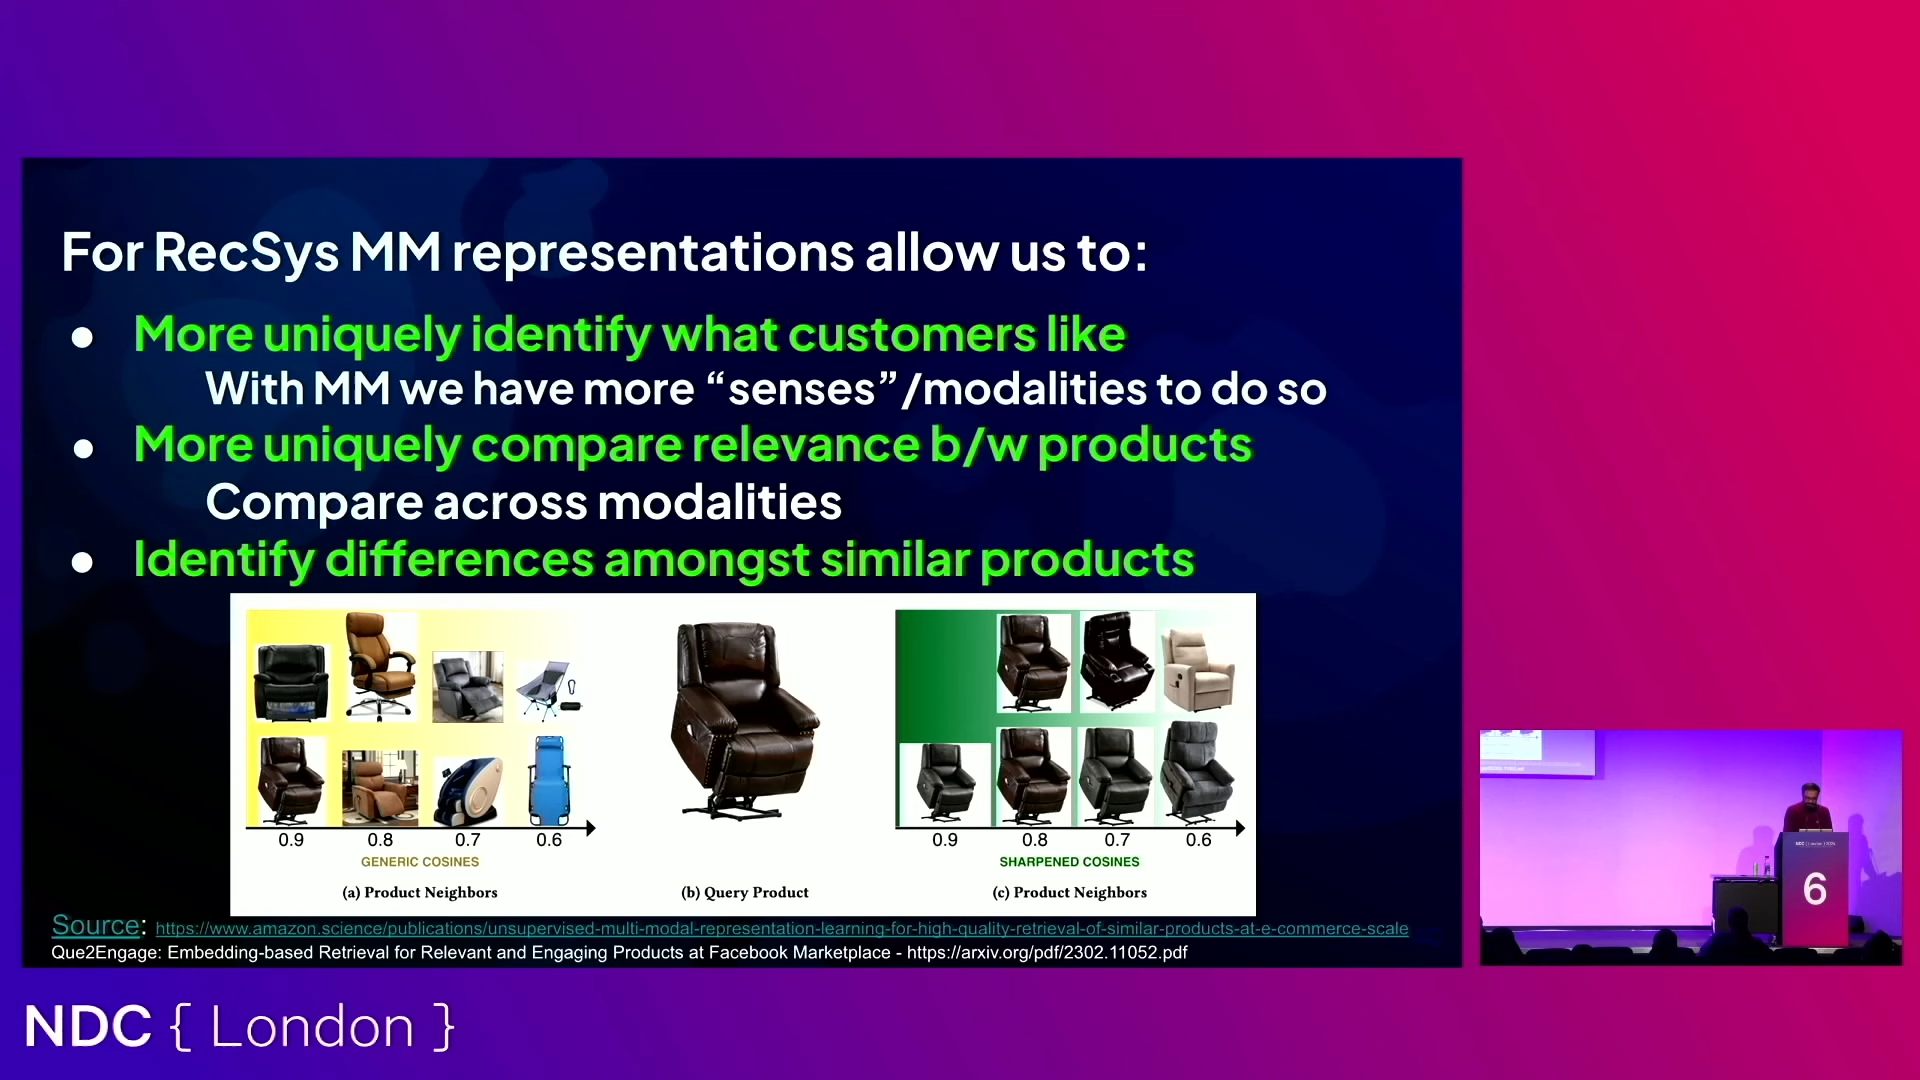 For RecSys MM representations allow us to:
● More uniquely identify what customers like
With MM we have more “senses”/modalities to do so
● More uniquely compare relevance b/w products
Compare across modalities
● Identify differences amongst similar products
0.9 0.8 0.7 0.6
GENERIC COSINES
(a) Product Neighbors
(b) Query Product
0.9 0.8 0.7 0.6
SHARPENED COSINES
(c) Product Neighbors
Source: https://www.amazon.science/publications/unsupervised-multi-modal-representation-learning-for-high-quality-retrieval-of-similar-products-at-e-commerce-scale
Que2Engage: Embedding-based Retrieval for Relevant and Engaging Products at Facebook Marketplace - https://arxiv.org/pdf/2302.11052.pdf
6
NDC { London }